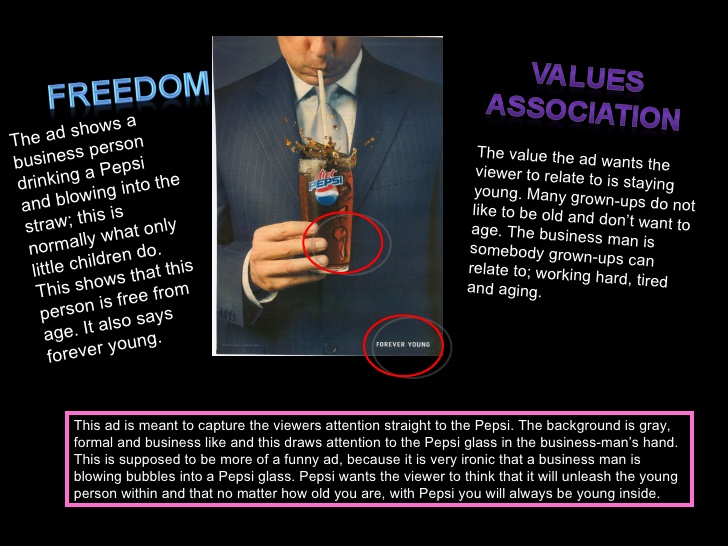 FREEDOM
The ad shows a
business person
drinking a Pepsi
and blowing into the
straw; this is
normally what only
little children do.
This shows that this
person is free from
age. It also says
forever young.
diet
PEPSI
FOREVER YOUNG
VALUES
ASSOCIATION
The value the ad wants the
viewer to relate to is staying
young. Many grown-ups do not
like to be old and don’t want to
age. The business man is
somebody grown-ups can
relate to; working hard, tired
and aging.
This ad is meant to capture the viewers attention straight to the Pepsi. The background is gray,
formal and business like and this draws attention to the Pepsi glass in the business-man’s hand.
This is supposed to be more of a funny ad, because it is very ironic that a business man is
blowing bubbles into a Pepsi glass. Pepsi wants the viewer to think that it will unleash the young
person within and that no matter how old you are, with Pepsi you will always be young inside.